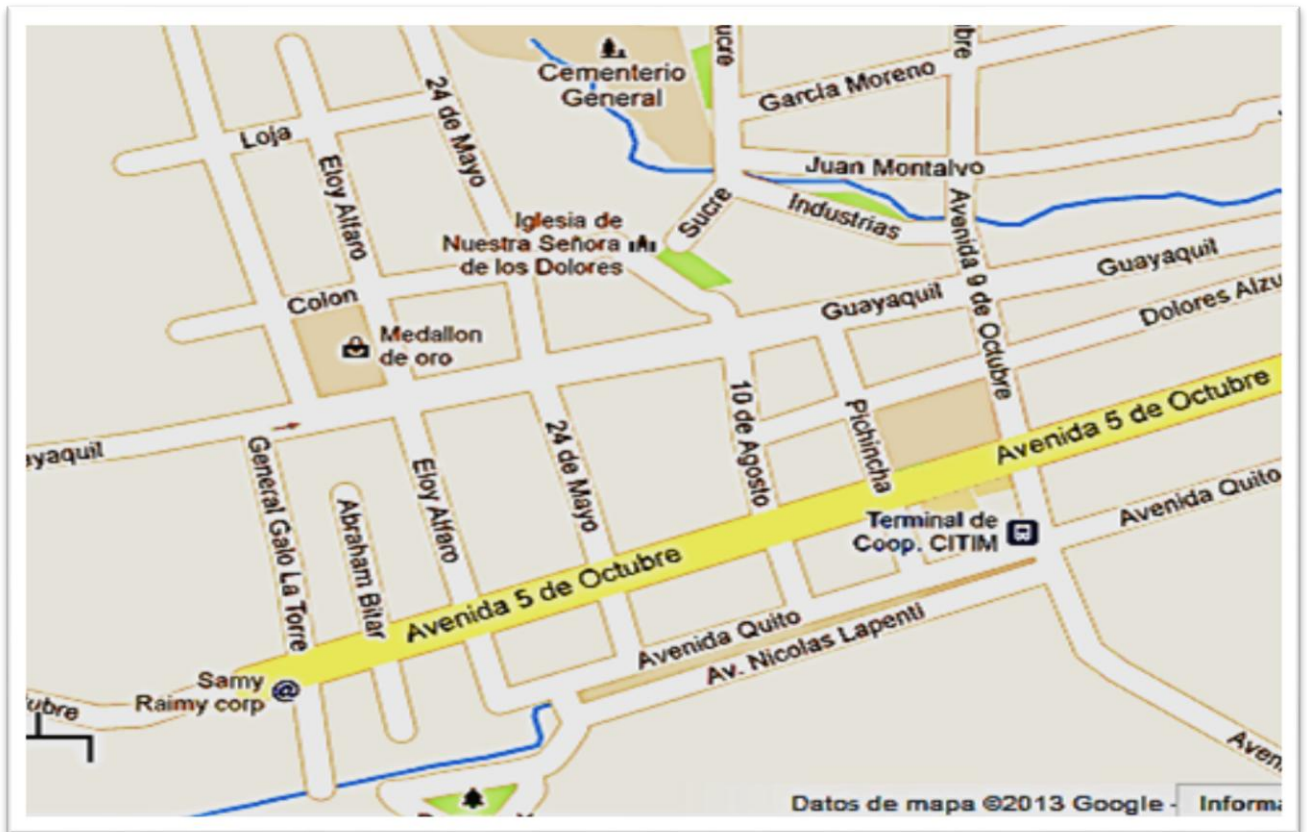 ucre
bre
Cementerio
General
Garcia Moreno
24 de Mayo
Loja
Eloy Alfaro
Juan Montalvo
Sucre
Industrias
Iglesia de
Nuestra Señora
de los Dolores
Avenida 9 de Octubre
Guayaquil
Guayaquil
Colon
Dolores Alzu
Medallon
de oro
10 de Agosto
Pichincha
Avenida 5 de Octubre
ayaquil
General Galo La Torre
Eloy Alfaro
24 de Mayo
Abraham Bitar
Avenida Quito
Terminal de
Coop. CITIM
Avenida 5 de Octubre
Avenida Quito
Av. Nicolas Lapenti
Samy
Raimy corp
ubre
Aven
Datos de mapa ©2013 Google -
Informa